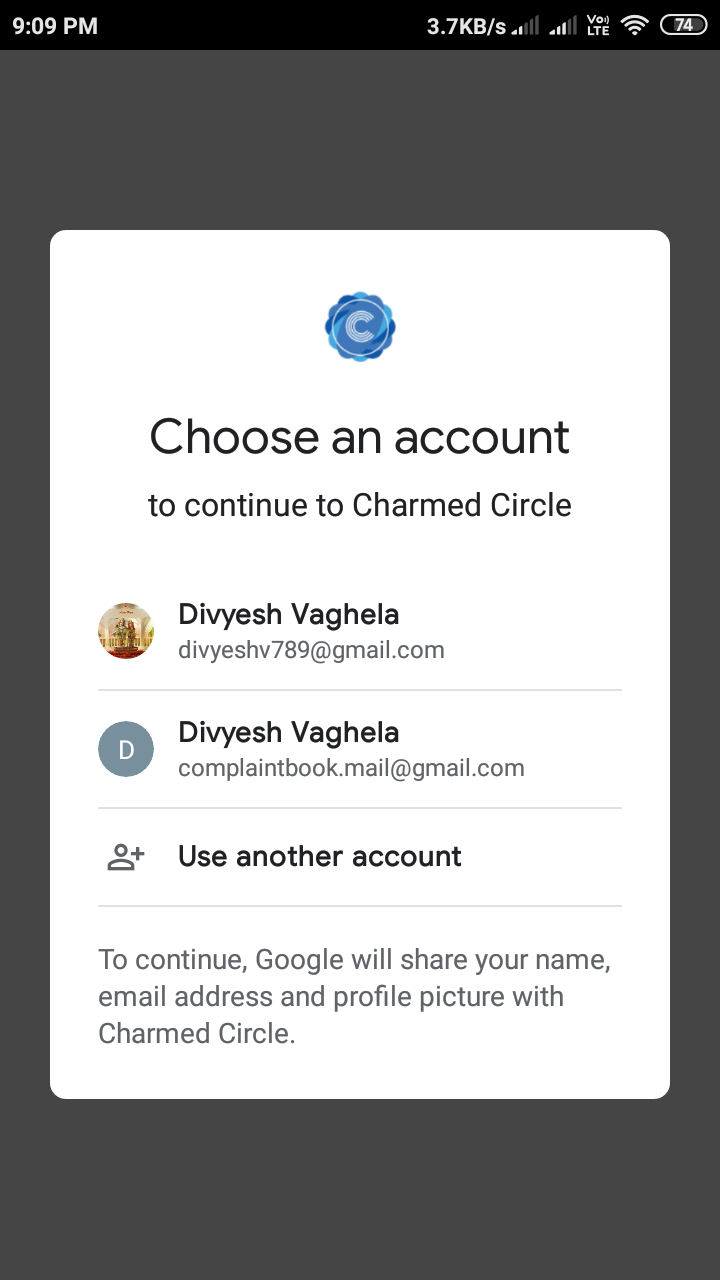 9:09 PM 3.7KB/s Vo LTE 74
C
Choose an account
to continue to Charmed Circle
Divyesh Vaghela
divyeshv789@gmail.com
D
Divyesh Vaghela
complaintbook.mail@gmail.com
Use another account
To continue, Google will share your name,
email address and profile picture with
Charmed Circle.